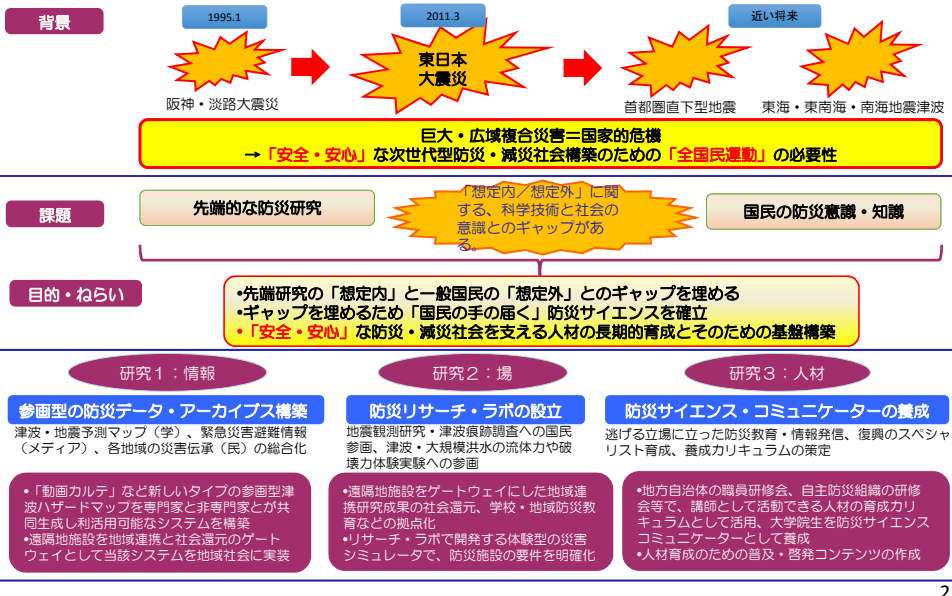 背景
1995.1
2011.3
近い将来
東日本
大震災
阪神・淡路大震災
首都圏直下型地震
東海・東南海・南海地震津波
巨大・広域複合災害＝国家的危機
→「安全・安心」な次世代型防災・減災社会構築のための「全国民運動」の必要性
課題
先端的な防災研究
「想定内／想定外」に関
する、科学技術と社会の
意識とのギャップがあ
る。
国民の防災意識・知識
目的・ねらい
•先端研究の「想定内」と一般国民の「想定外」とのギャップを埋める
•ギャップを埋めるため「国民の手の届く」防災サイエンスを確立
•「安全・安心」な防災・減災社会を支える人材の長期的育成とそのための基盤構築
研究１：情報
参画型の防災データ・アーカイブス構築
津波・地震予測マップ（学）、緊急災害避難情報
（メディア）、各地域の災害伝承（民）の総合化
•「動画カルテ」など新しいタイプの参画型津
波ハザードマップを専門家と非専門家とが共
同生成し利活用可能なシステムを構築
•遠隔地施設を地域連携と社会還元のゲート
ウェイとして当該システムを地域社会に実装
研究２：場
防災リサーチ・ラボの設立
地震観測研究・津波痕跡調査への国民
参画、津波・大規模洪水の流体力や破
壊力体験実験への参画
•遠隔地施設をゲートウェイにした地域連
携研究成果の社会還元、学校・地域防災教
育などの拠点化
•リサーチ・ラボで開発する体験型の災害
シミュレータで、防災施設の要件を明確化
研究３：人材
防災サイエンス・コミュニケーターの養成
逃げる立場に立った防災教育・情報発信、復興のスペシャ
リスト育成、養成カリキュラムの策定
•地方自治体の職員研修会、自主防災組織の研修
会等で、講師として活動できる人材の育成カリ
キュラムとして活用、大学院生を防災サイエンス
コミュニケーターとして養成
•人材育成のための普及・啓発コンテンツの作成
2